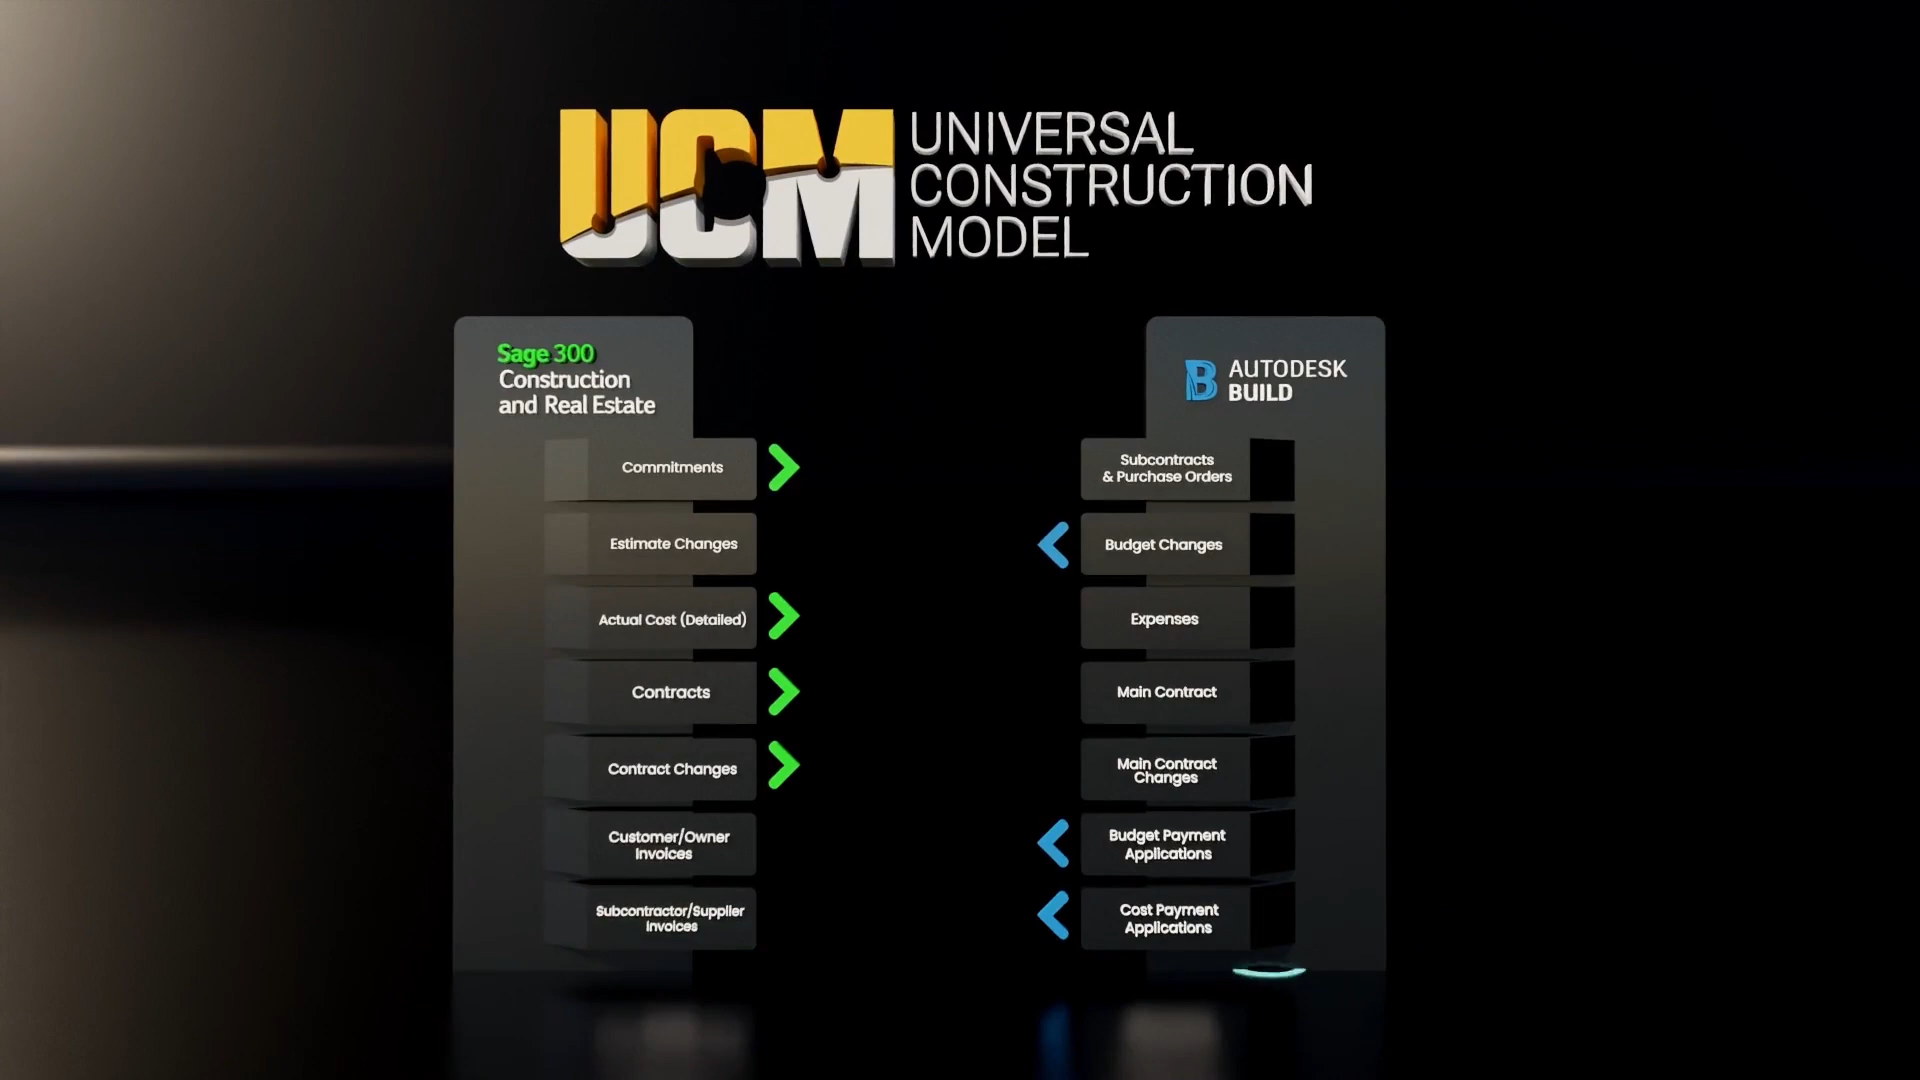 UCM
UNIVERSAL
CONSTRUCTION
MODEL
Sage 300
Construction
and Real Estate
AUTODESK
BUILD
Commitments
Subcontracts
& Purchase Orders
Estimate Changes
Budget Changes
Actual Cost (Detailed)
Expenses
Contracts
Main Contract
Contract Changes
Main Contract
Changes
Customer/Owner
Invoices
Budget Payment
Applications
Subcontractor/Supplier
Invoices
Cost Payment
Applications